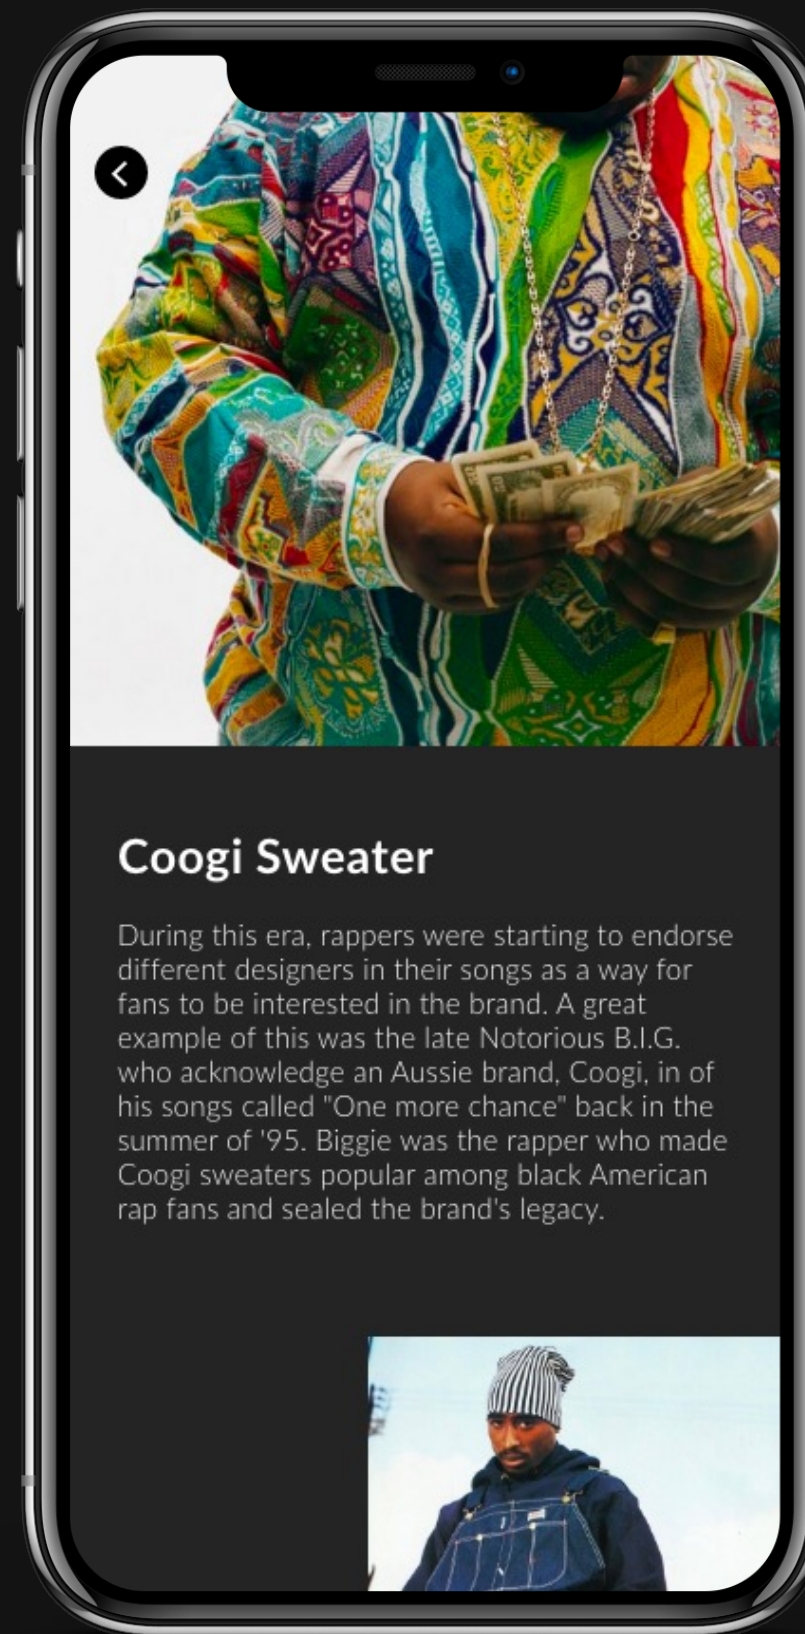 Coogi Sweater
During this era, rappers were starting to endorse
different designers in their songs as a way for
fans to be interested in the brand. A great
example of this was the late Notorious B.I.G.
who acknowledge an Aussie brand, Coogi, in of
his songs called "One more chance" back in the
summer of '95. Biggie was the rapper who made
Coogi sweaters popular among black American
rap fans and sealed the brand's legacy.